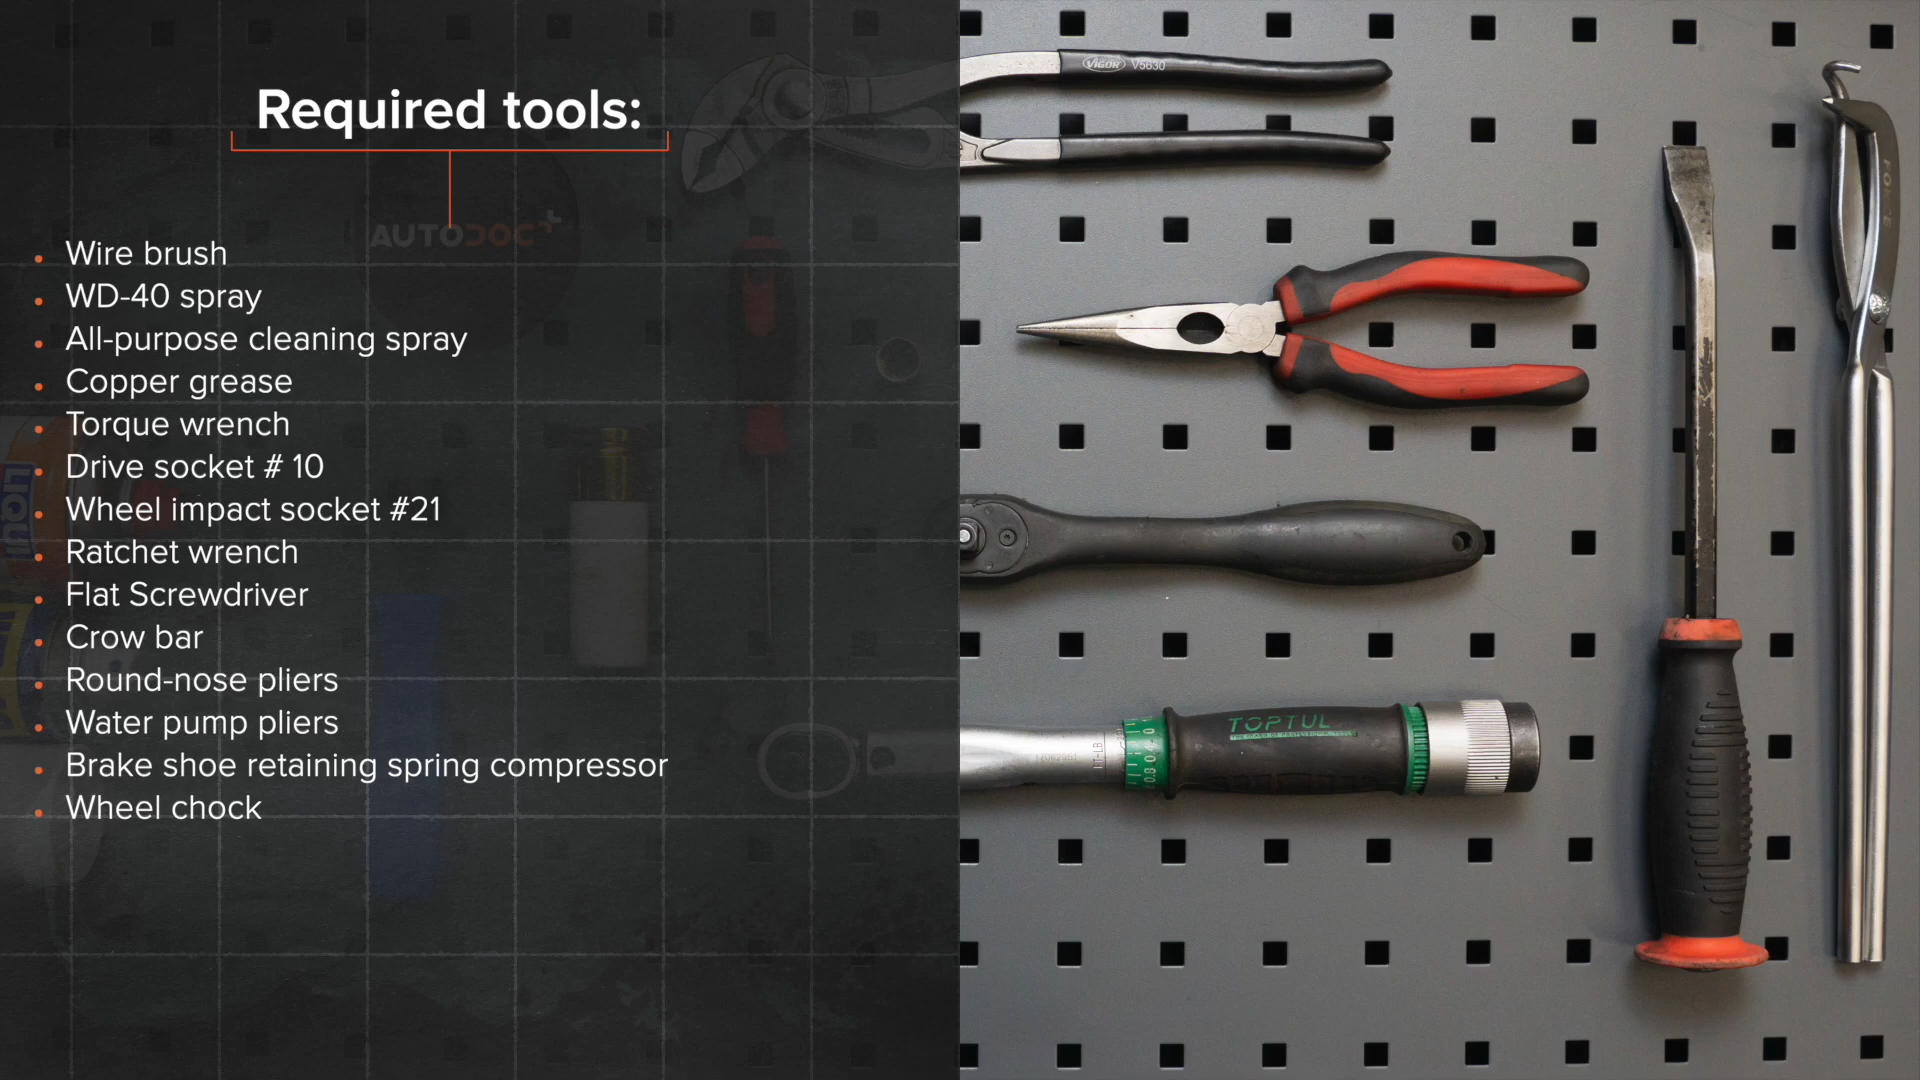 Required tools:
AUTODOC
Wire brush
WD-40 spray
All-purpose cleaning spray
Copper grease
Torque wrench
Drive socket # 10
Wheel impact socket #21
Ratchet wrench
Flat Screwdriver
Crow bar
Round-nose pliers
Water pump pliers
Brake shoe retaining spring compressor
Wheel chock
VIGOR V5630
LIQUI
TOPTUL